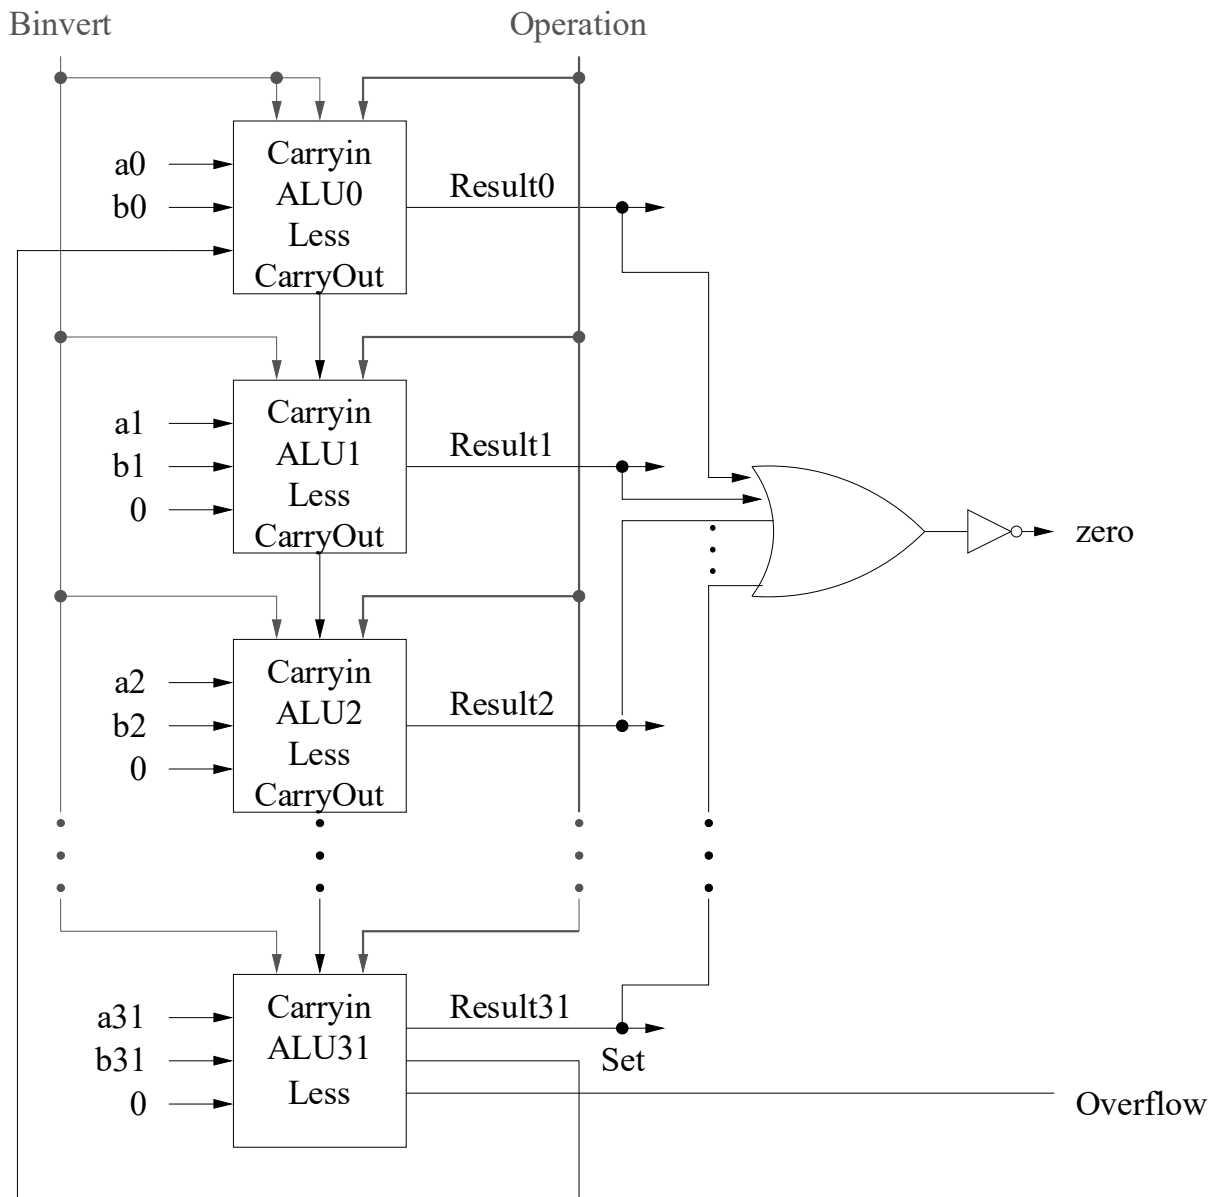 Binvert
Operation
Carryin
a0
ALU0
Result0
b0
Less
CarryOut
Carryin
a1
ALU1
Result1
b1
Less
0
CarryOut
zero
Carryin
a2
ALU2
Result2
b2
Less
0
CarryOut
Carryin
Result31
a31
ALU31
b31
Set
Less
0
Overflow